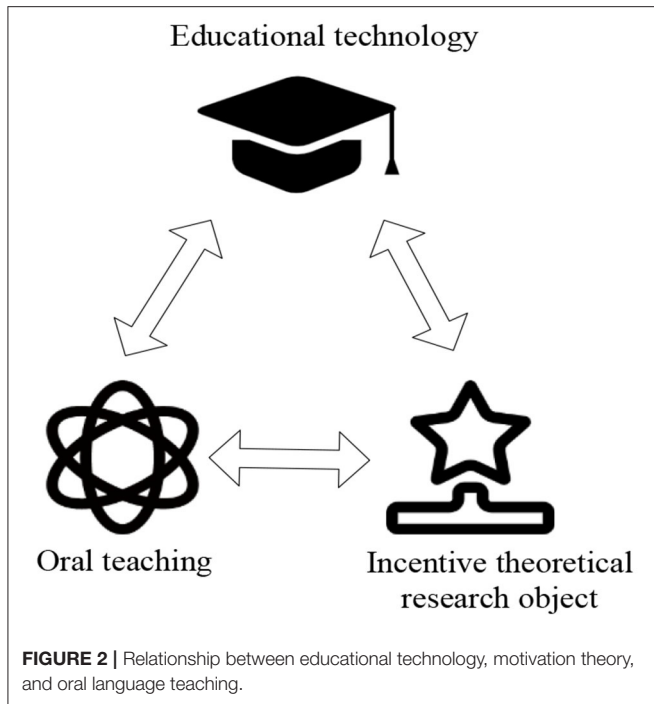 Educational technology
Oral teaching
Incentive theoretical
research object
FIGURE 2 | Relationship between educational technology, motivation theory,
and oral language teaching.